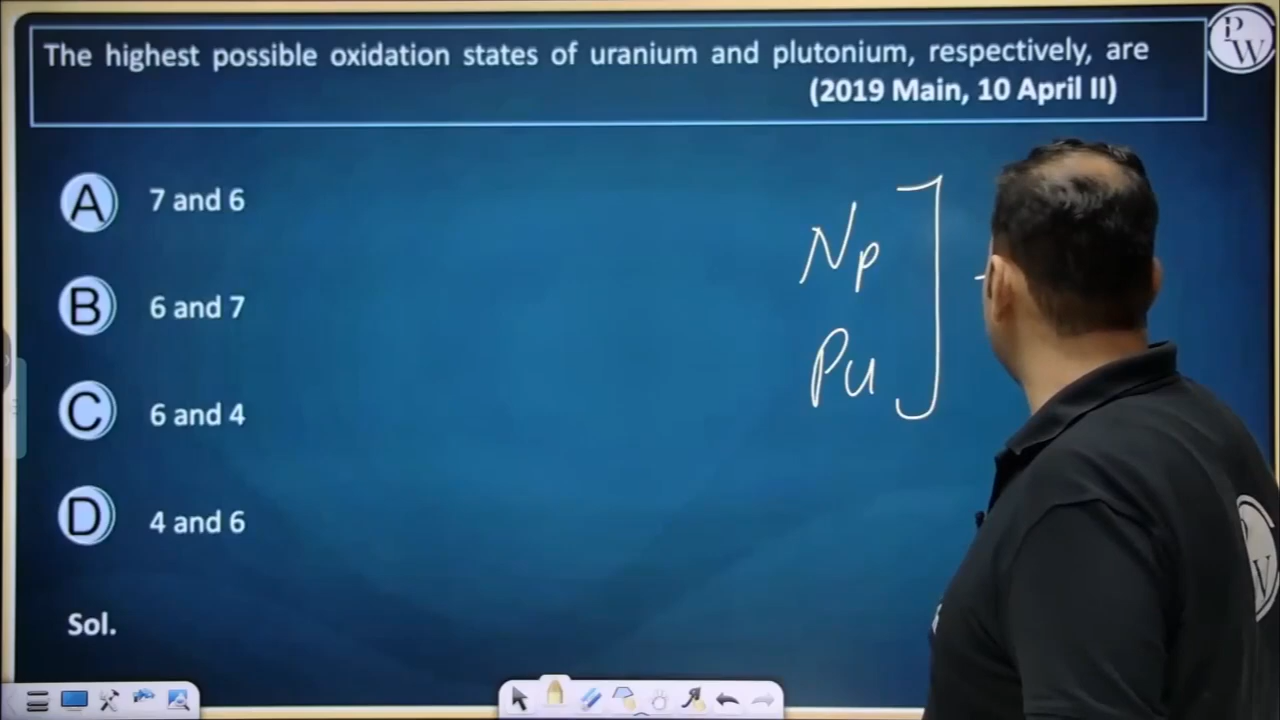 The highest possible oxidation states of uranium and plutonium, respectively, are
(2019 Main, 10 April II)
P
W
A 7 and 6
B 6 and 7
C 6 and 4
D 4 and 6
Np
Pu
Sol.